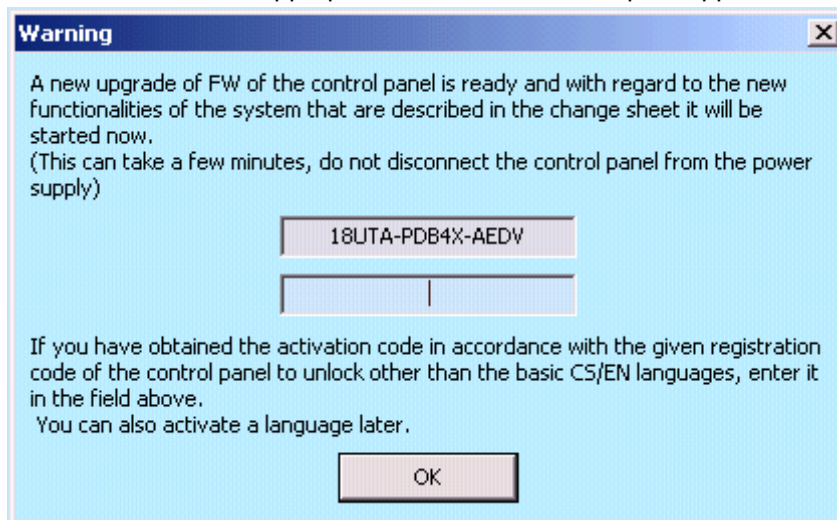 Warning
A new upgrade of FW of the control panel is ready and with regard to the new
functionalities of the system that are described in the change sheet it will be
started now.
(This can take a few minutes, do not disconnect the control panel from the power
supply)
18UTA-PDB4X-AEDV
If you have obtained the activation code in accordance with the given registration
code of the control panel to unlock other than the basic CS/EN languages, enter it
in the field above.
You can also activate a language later.
OK